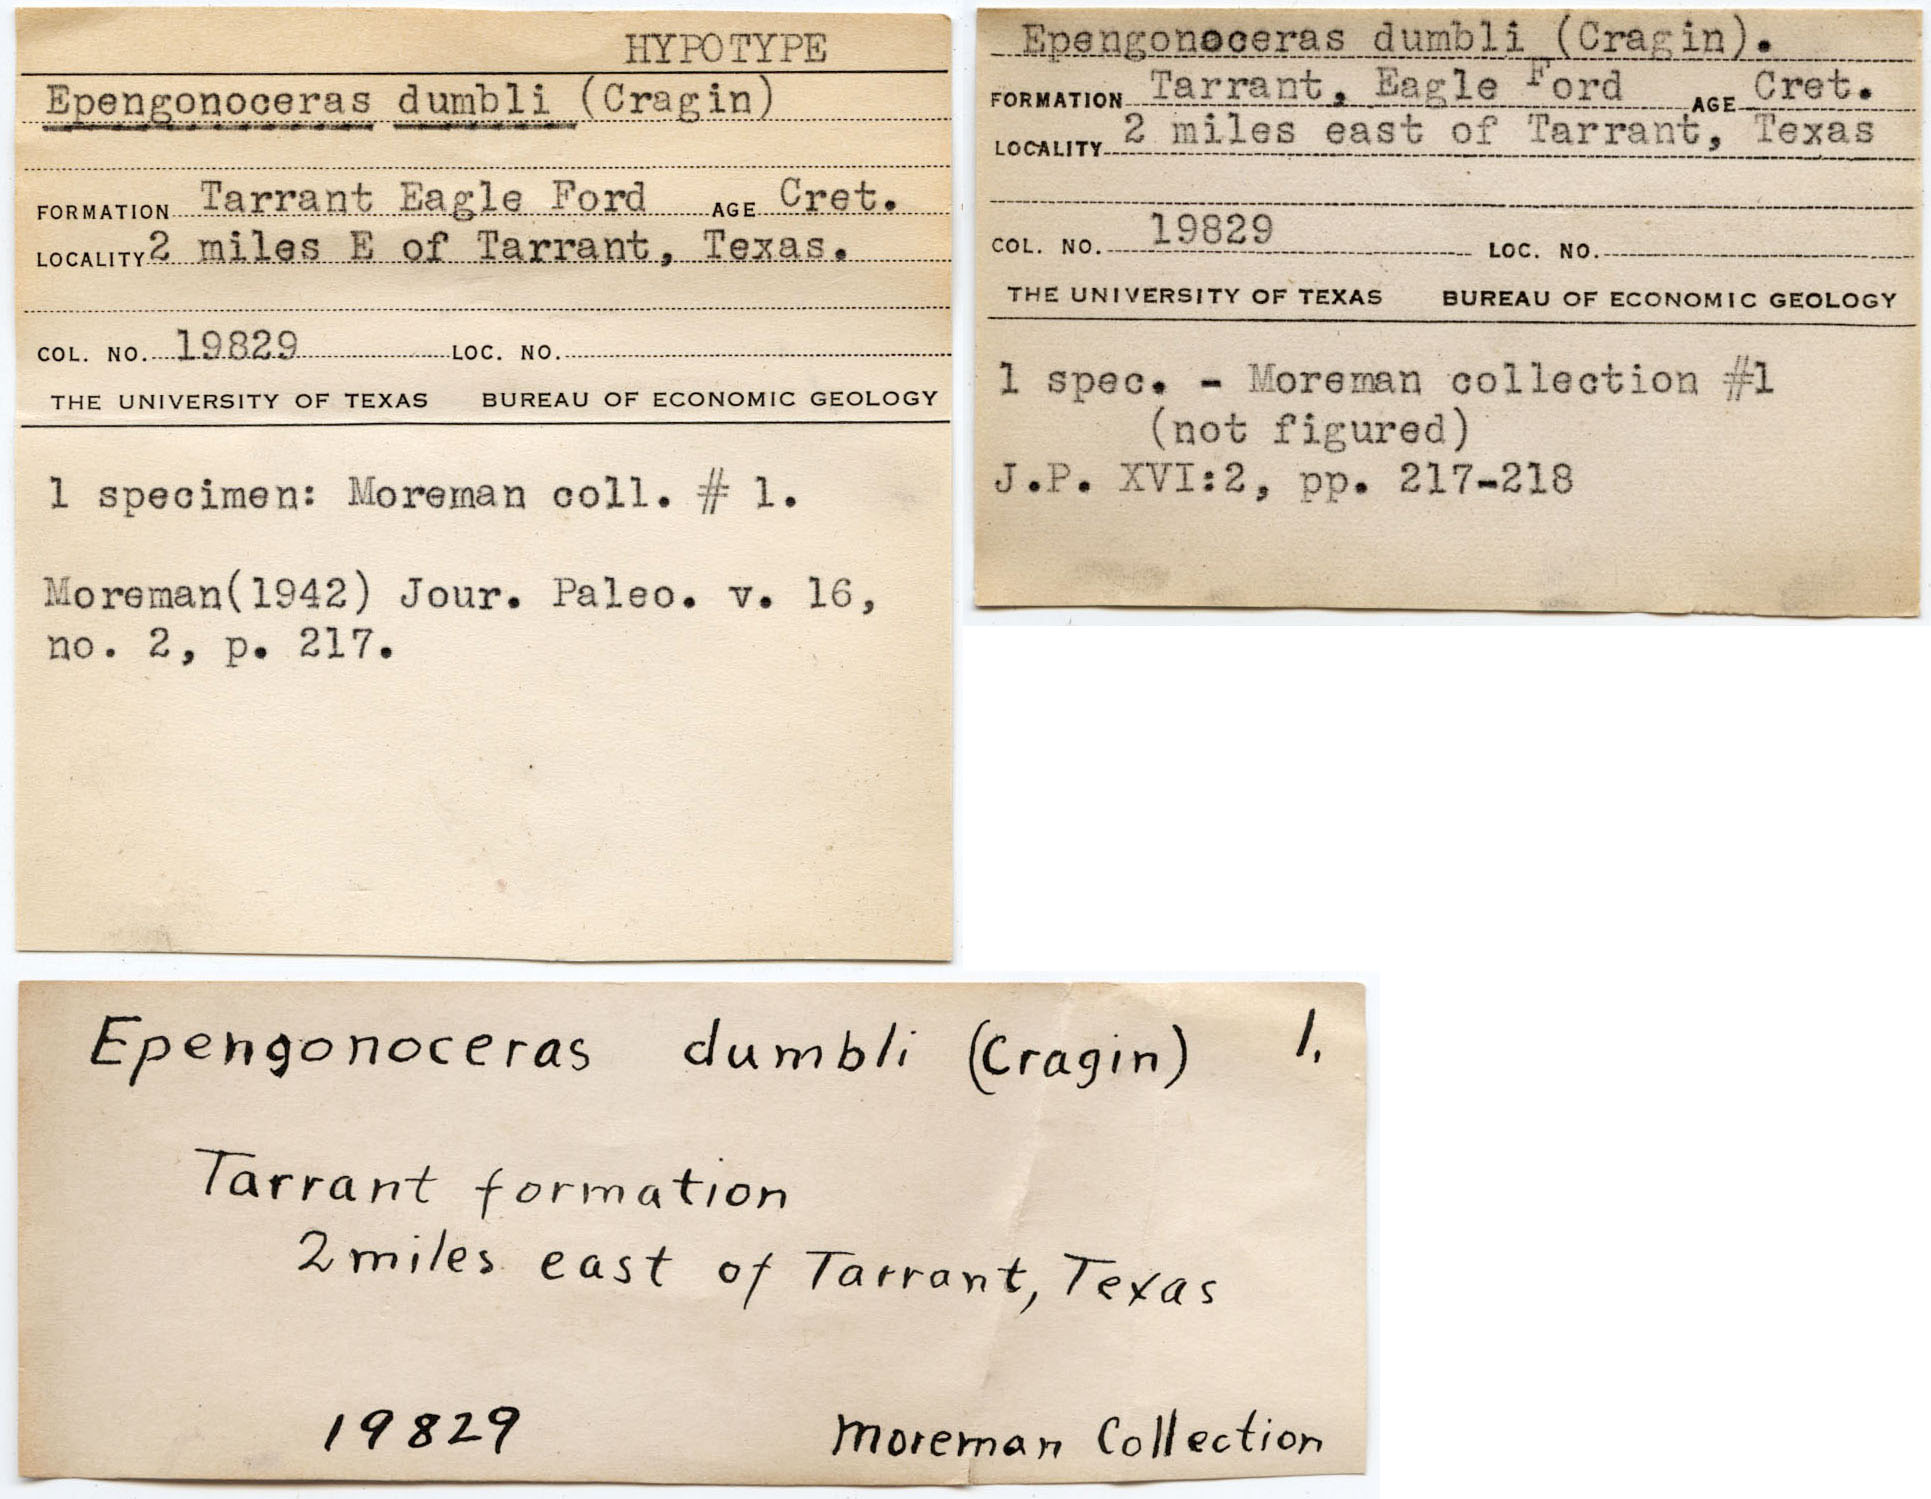 HYPOTYPE
Epengonoceras dumbli (Cragin)
FORMATION Tarrant Eagle Ford AGE Cret.
LOCALITY 2 miles E of Tarrant, Texas.
COL. NO. 19829 LOC. NO.
THE UNIVERSITY OF TEXAS BUREAU OF ECONOMIC GEOLOGY
1 specimen: Moreman coll. # 1.
Moreman(1942) Jour. Paleo. v. 16,
no. 2, p. 217.
Epengonoceras dumbli (Cragin).
FORMATION Tarrant, Eagle Ford AGE Cret.
LOCALITY 2 miles east of Tarrant, Texas
COL. NO. 19829 LOC. NO.
THE UNIVERSITY OF TEXAS BUREAU OF ECONOMIC GEOLOGY
1 spec. - Moreman collection #1
(not figured)
J.P. XVI:2, pp. 217-218
Epengonoceras dumbli (Cragin) 1.
Tarrant formation
2 miles east of Tarrant, Texas
19829 Moreman Collection